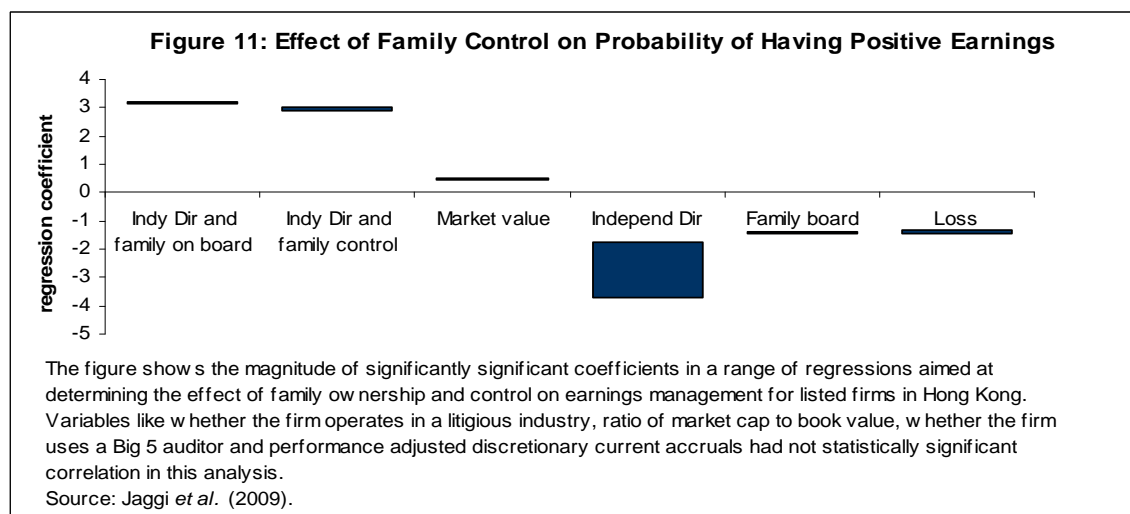 Figure 11: Effect of Family Control on Probability of Having Positive Earnings
regression coefficient
4
3
2
1
0
-1
-2
-3
-4
-5
Indy Dir and
family on board
Indy Dir and
family control
Market value
Independ Dir
Family board
Loss
The figure shows the magnitude of significantly significant coefficients in a range of regressions aimed at
determining the effect of family ownership and control on earnings management for listed firms in Hong Kong.
Variables like whether the firm operates in a litigious industry, ratio of market cap to book value, whether the firm
uses a Big 5 auditor and performance adjusted discretionary current accruals had not statistically significant
correlation in this analysis.
Source: Jaggi et al. (2009).